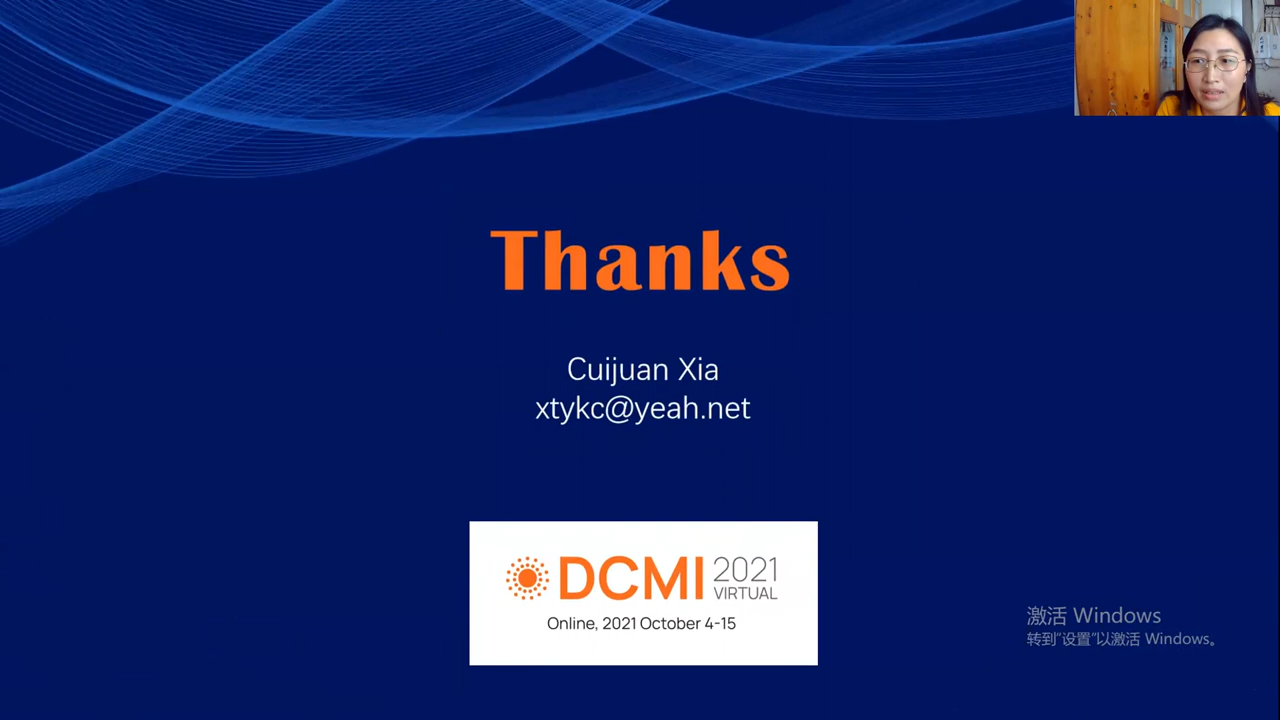 Thanks
Cuijuan Xia
xtykc@yeah.net
DCMI 2021
VIRTUAL
Online, 2021 October 4-15
激活 Windows
转到"设置"以激活 Windows。